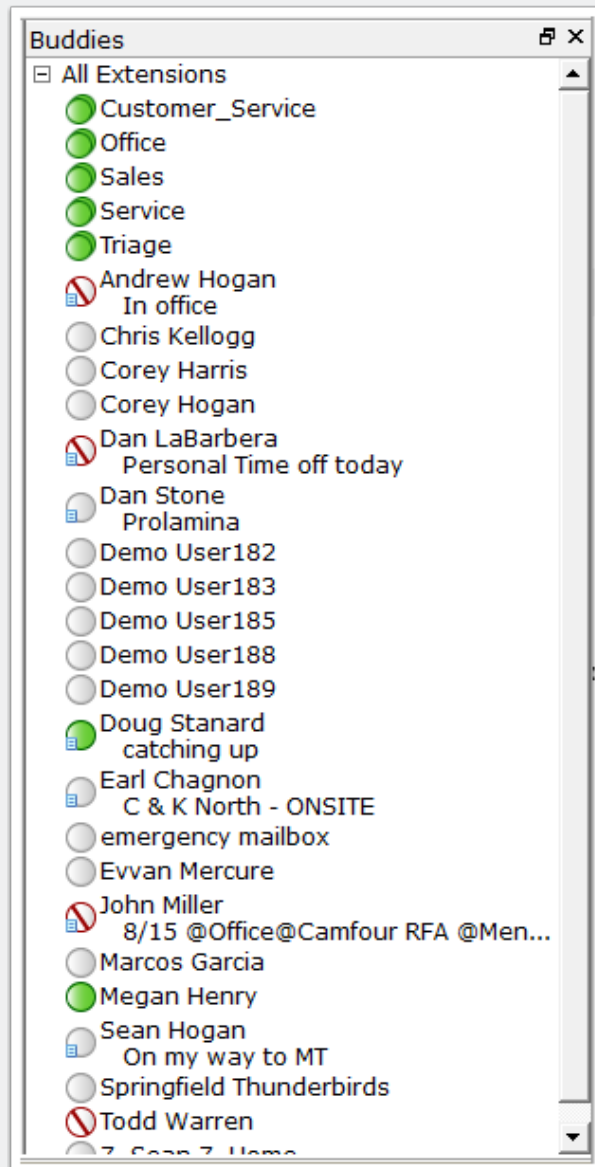 Buddies
All Extensions
Customer_Service
Office
Sales
Service
Triage
Andrew Hogan
In office
Chris Kellogg
Corey Harris
Corey Hogan
Dan LaBarbera
Personal Time off today
Dan Stone
Prolamina
Demo User182
Demo User183
Demo User185
Demo User188
Demo User189
Doug Stanard
catching up
Earl Chagnon
C & K North - ONSITE
emergency mailbox
Evvan Mercure
John Miller
8/15 @Office@Camfour RFA @Men...
Marcos Garcia
Megan Henry
Sean Hogan
On my way to MT
Springfield Thunderbirds
Todd Warren